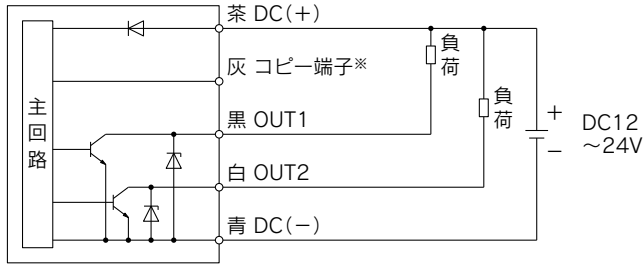 茶 DC(+)
灰 コピー端子※
負荷
負荷
主回路
黒 OUT1
+
DC12
～24V
−
白 OUT2
青 DC(−)